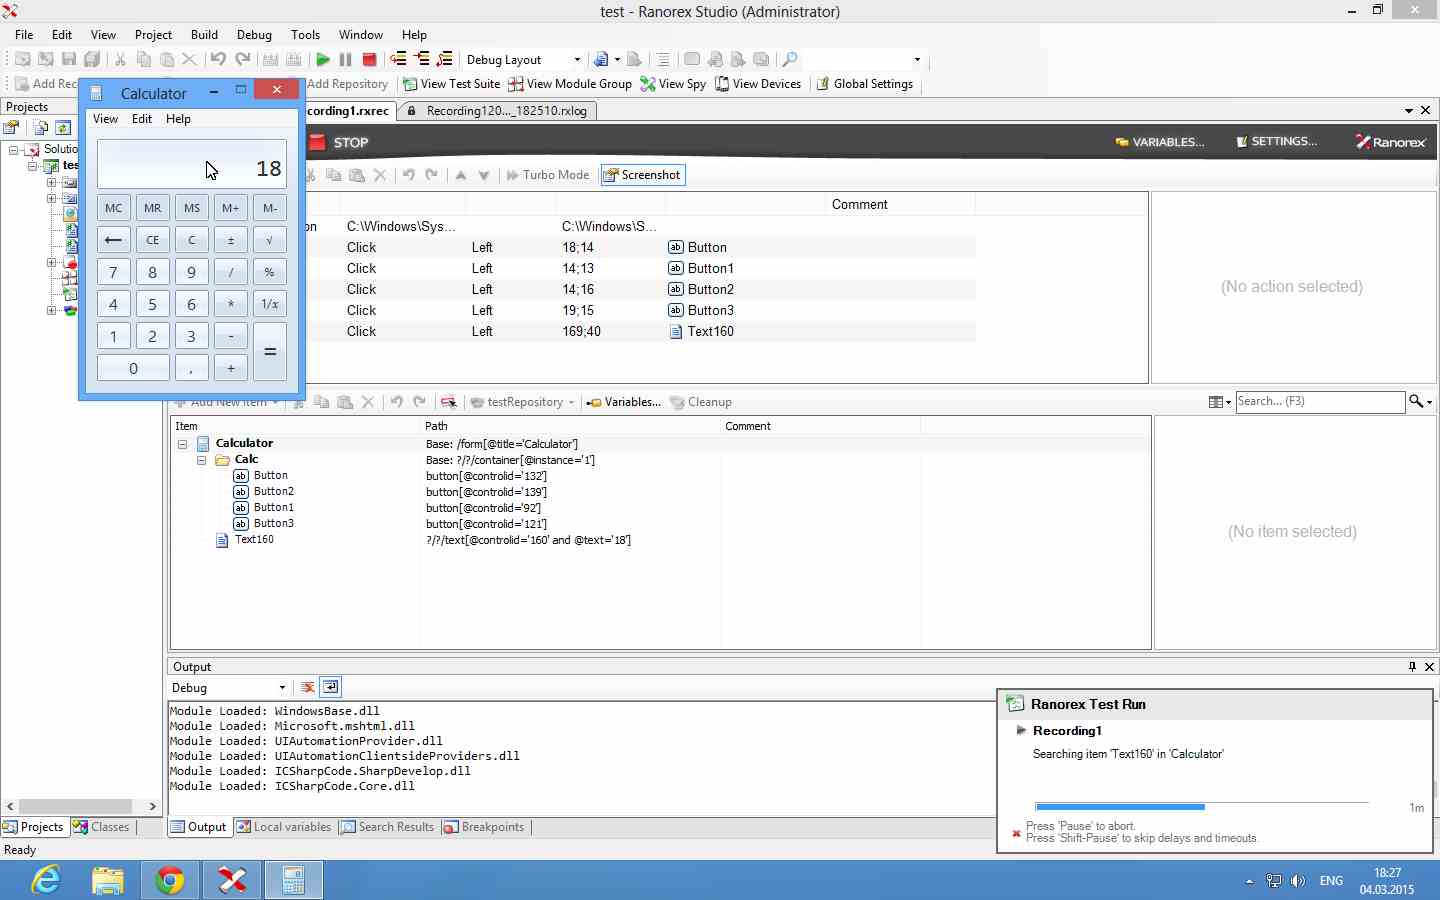 test - Ranorex Studio (Administrator)
File Edit View Project Build Debug Tools Window Help
Debug Layout
Add Rec
Add Repository View Test Suite View Module Group View Spy View Devices Global Settings
Projects
Calculator
cording1.rxrec
Recording120..._182510.rxlog
View Edit Help
STOP
VARIABLES...
SETTINGS...
Ranorex
Solutio
tes
18
Turbo Mode
Screenshot
Comment
on C:\Windows\Sys... C:\Windows\S...
Click Left 18;14 ab Button
Click Left 14;13 ab Button1
Click Left 14;16 ab Button2
Click Left 19;15 ab Button3
Click Left 169;40 Text160
(No action selected)
MC MR MS M+ M-
← CE C ± √
7 8 9 / %
4 5 6 * 1/x
1 2 3 - =
0 , +
Add New Item
testRepository
Variables...
Cleanup
Search... (F3)
Item Path Comment
Calculator Base: /form[@title='Calculator']
Calc Base: ?/?/container[@instance='1']
ab Button button[@controlid='132']
ab Button2 button[@controlid='139']
ab Button1 button[@controlid='92']
ab Button3 button[@controlid='121']
Text160 ?/?/text[@controlid='160' and @text='18']
(No item selected)
Output
Debug
Module Loaded: WindowsBase.dll
Module Loaded: Microsoft.mshtml.dll
Module Loaded: UIAutomationProvider.dll
Module Loaded: UIAutomationClientsideProviders.dll
Module Loaded: ICSharpCode.SharpDevelop.dll
Module Loaded: ICSharpCode.Core.dll
Ranorex Test Run
Recording1
Searching item 'Text160' in 'Calculator'
1m
Press 'Pause' to abort.
Press 'Shift-Pause' to skip delays and timeouts.
Projects Classes
Output Local variables Search Results Breakpoints
Ready
ENG
18:27
04.03.2015